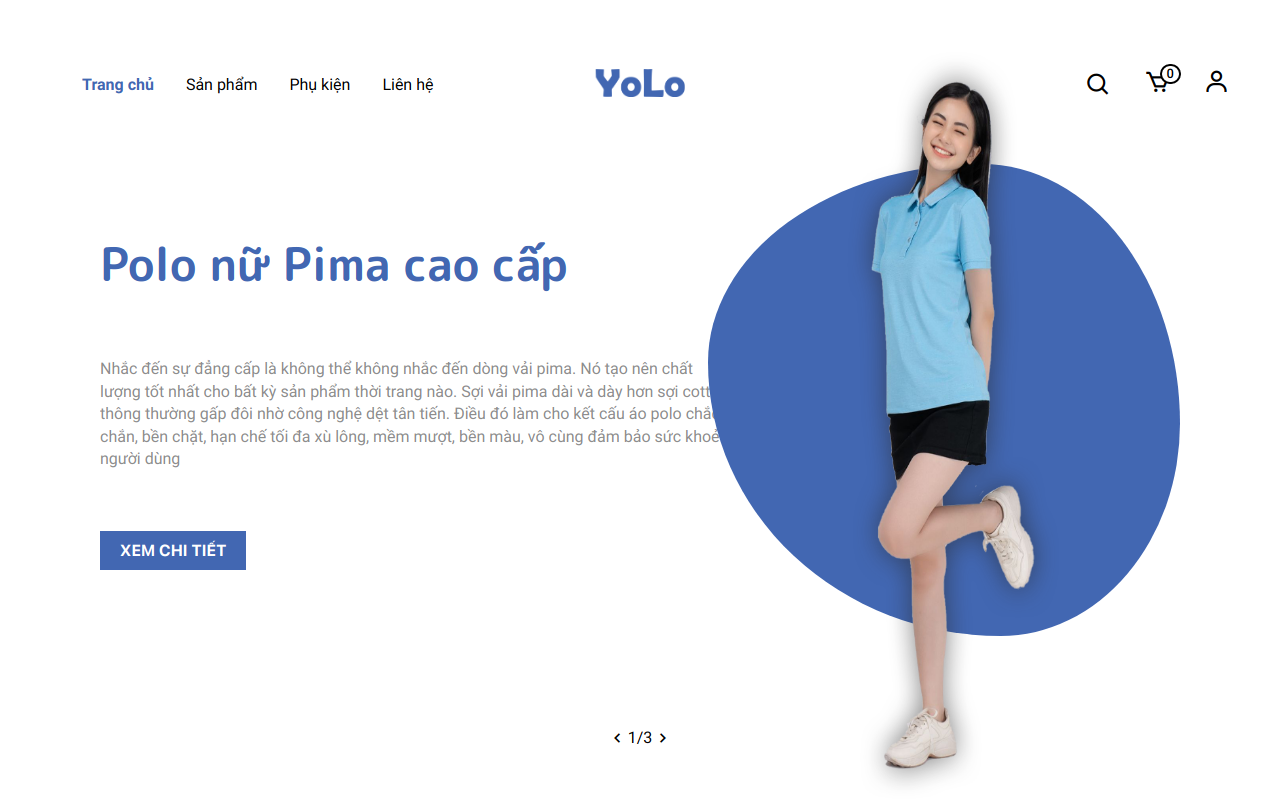 Trang chủ Sản phẩm Phụ kiện Liên hệ YoLo 0
Polo nữ Pima cao cấp
Nhắc đến sự đẳng cấp là không thể không nhắc đến dòng vải pima. Nó tạo nên chất
lượng tốt nhất cho bất kỳ sản phẩm thời trang nào. Sợi vải pima dài và dày hơn sợi cott
thông thường gấp đôi nhờ công nghệ dệt tân tiến. Điều đó làm cho kết cấu áo polo chắc
chắn, bền chặt, hạn chế tối đa xù lông, mềm mượt, bền màu, vô cùng đảm bảo sức khoẻ
người dùng
XEM CHI TIẾT
1/3